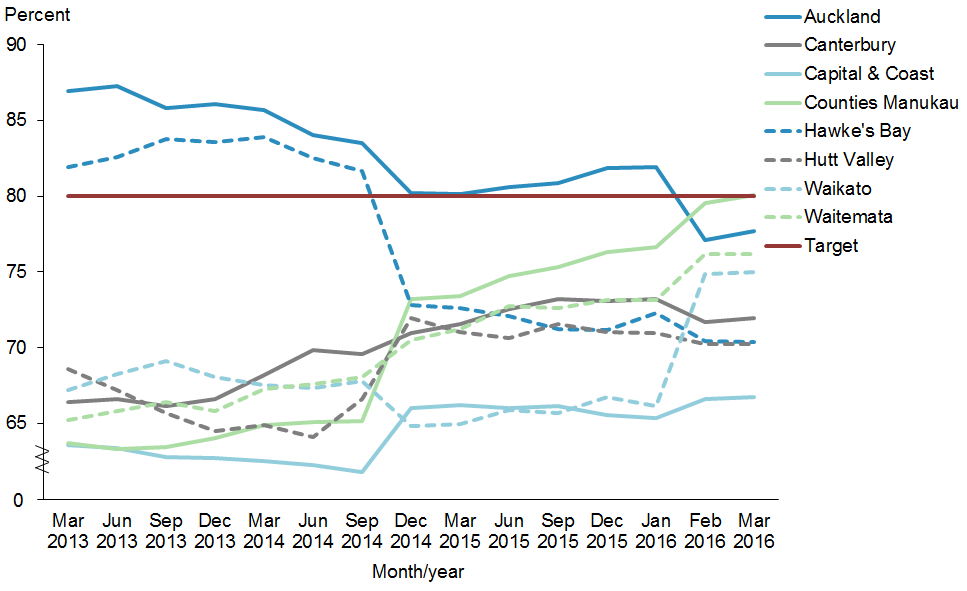 Percent
90
85
80
75
70
65
0
Mar Jun Sep Dec Mar Jun Sep Dec Mar Jun Sep Dec Jan Feb Mar
2013 2013 2013 2013 2014 2014 2014 2014 2015 2015 2015 2015 2016 2016 2016
Month/year
Auckland
Canterbury
Capital & Coast
Counties Manukau
Hawke's Bay
Hutt Valley
Waikato
Waitemata
Target